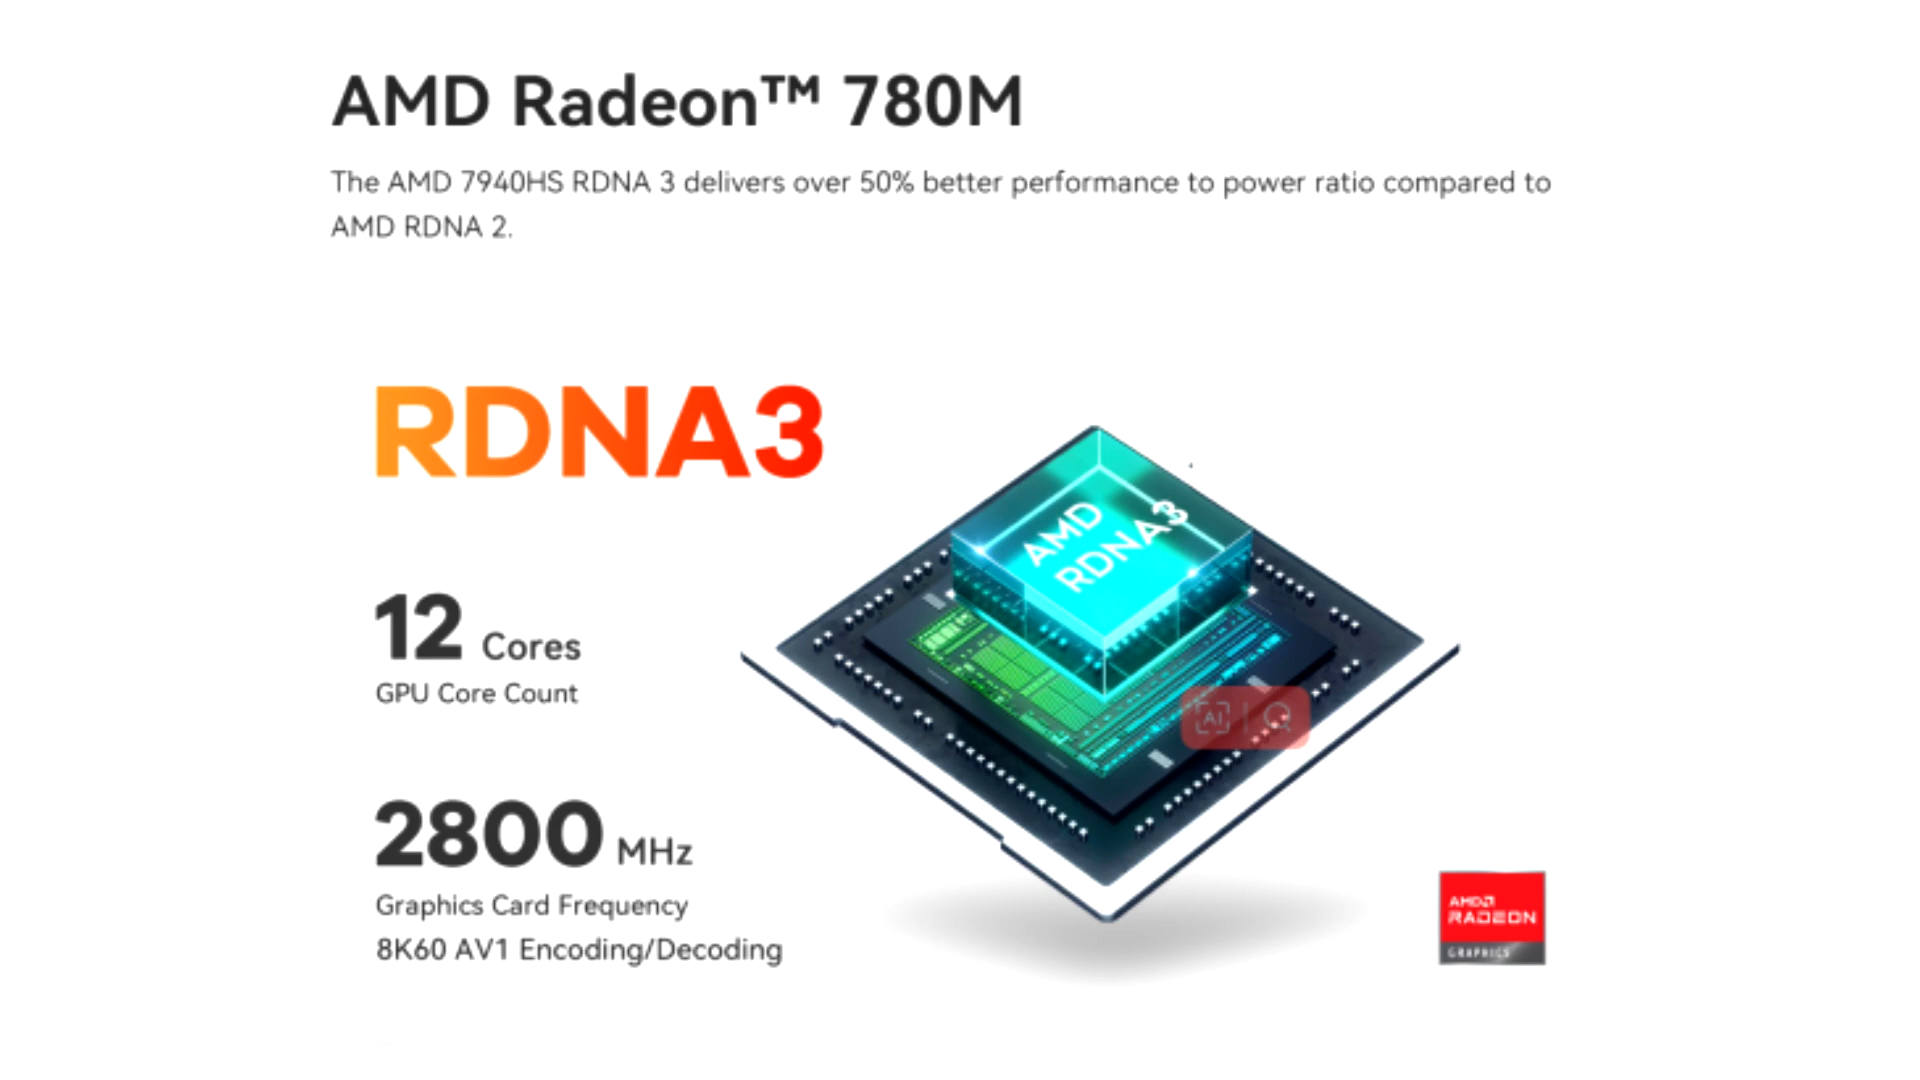 AMD Radeon™ 780M
The AMD 7940HS RDNA 3 delivers over 50% better performance to power ratio compared to
AMD RDNA 2.
RDNA3
AMD
RDNA3
12 Cores
GPU Core Count
AI
2800 MHz
Graphics Card Frequency
8K60 AV1 Encoding/Decoding
AMD
RADEON
GRAPHICS